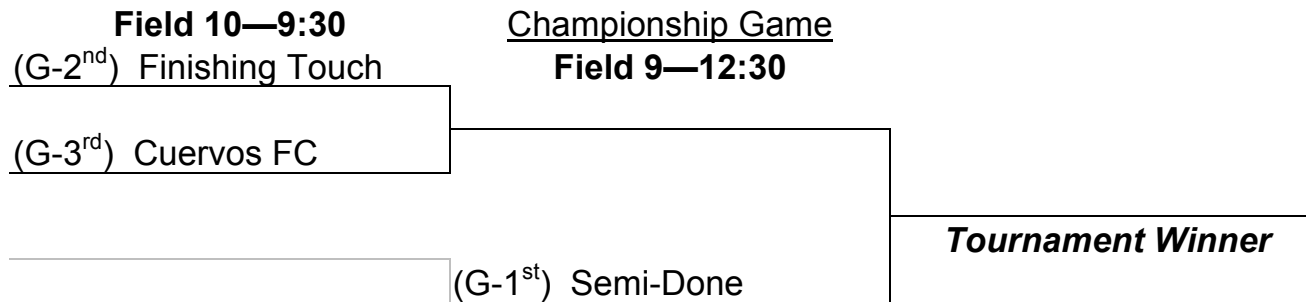 Field 10—9:30 Championship Game
(G-2nd) Finishing Touch Field 9—12:30
(G-3rd) Cuervos FC
Tournament Winner
(G-1st) Semi-Done